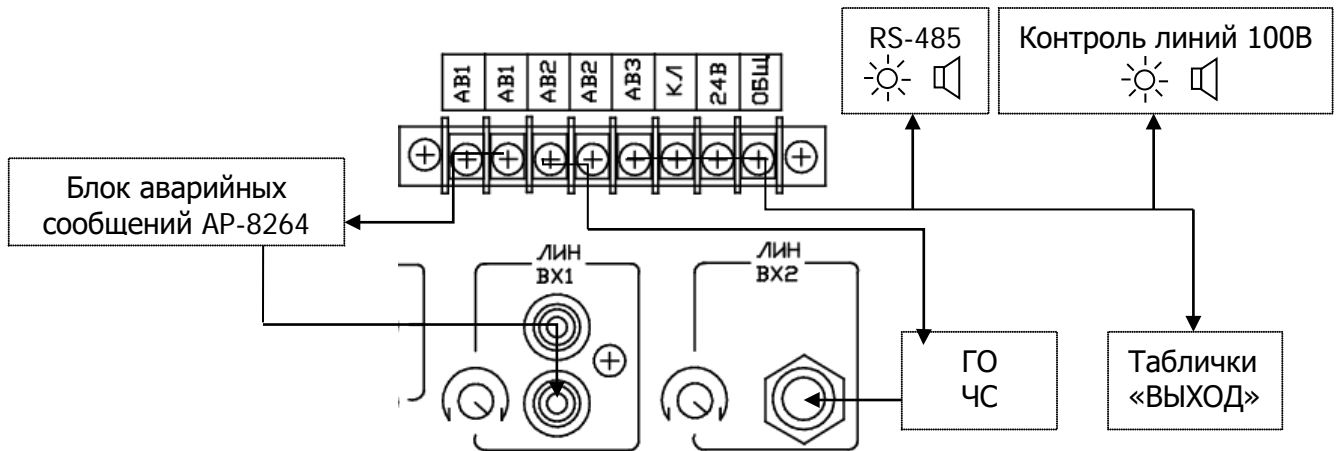 RS-485
Контроль линий 100В
АВ1
АВ1
АВ2
АВ2
АВ3
КЛ
24В
ОБЩ
Блок аварийных
сообщений АР-8264
ЛИН
ВХ1
ЛИН
ВХ2
ГО
ЧС
Таблички
«ВЫХОД»